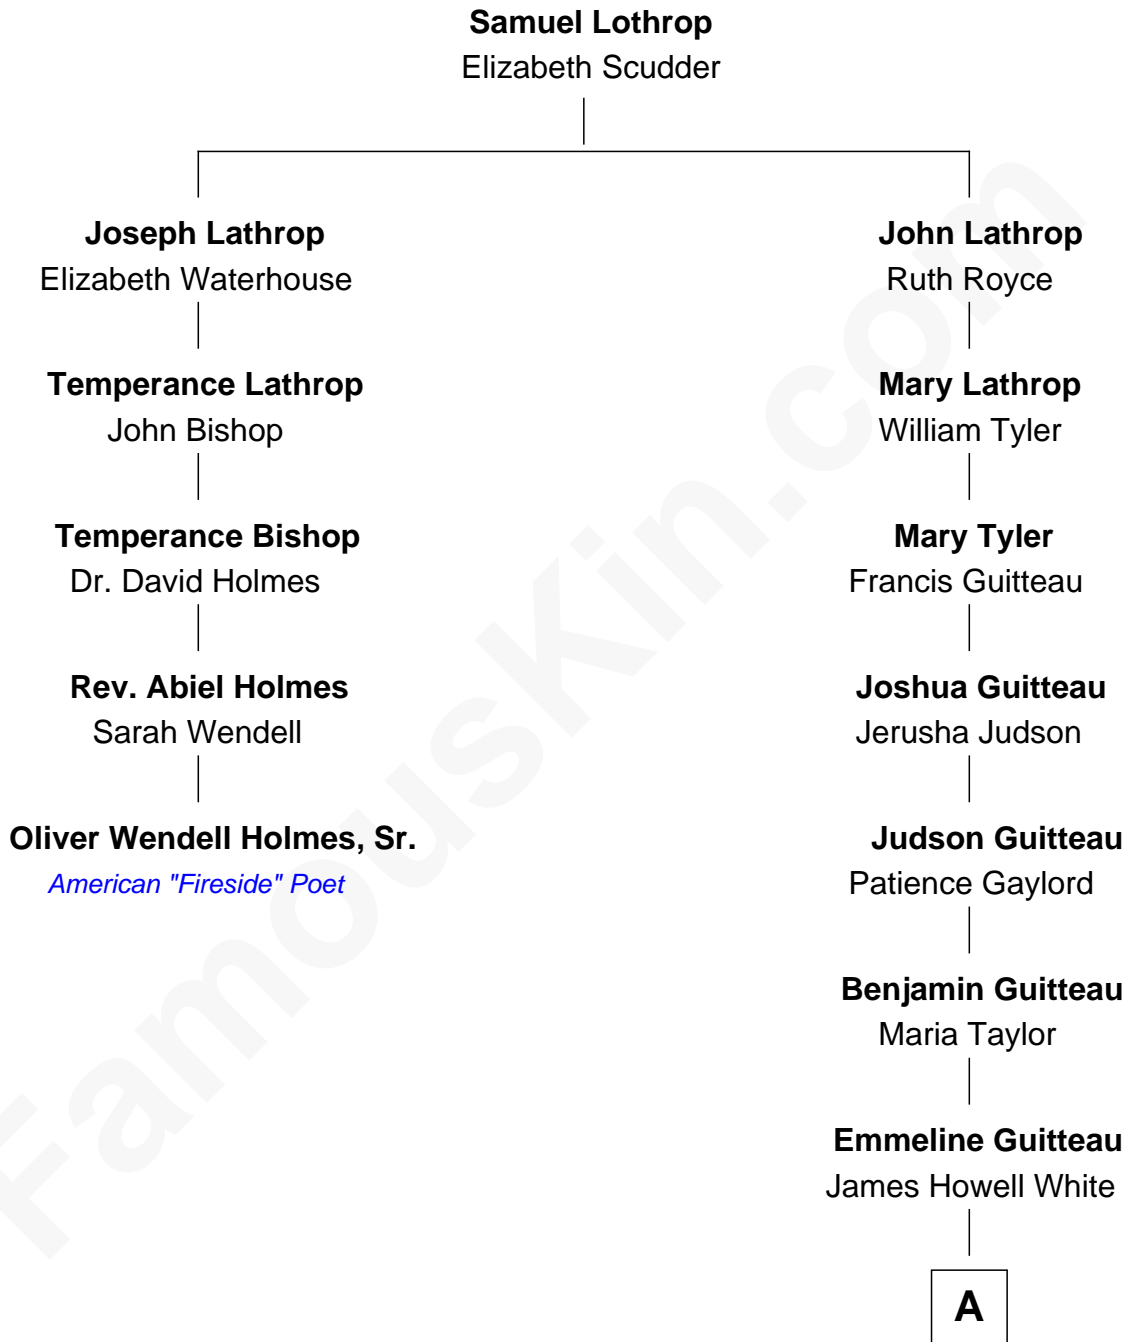 Samuel Lothrop
Elizabeth Scudder
Joseph Lathrop
Elizabeth Waterhouse
Temperance Lathrop
John Bishop
Temperance Bishop
Dr. David Holmes
Rev. Abiel Holmes
Sarah Wendell
Oliver Wendell Holmes, Sr.
American "Fireside" Poet
John Lathrop
Ruth Royce
Mary Lathrop
William Tyler
Mary Tyler
Francis Guitteau
Joshua Guitteau
Jerusha Judson
Judson Guitteau
Patience Gaylord
Benjamin Guitteau
Maria Taylor
Emmeline Guitteau
James Howell White
A
FamousKin.com